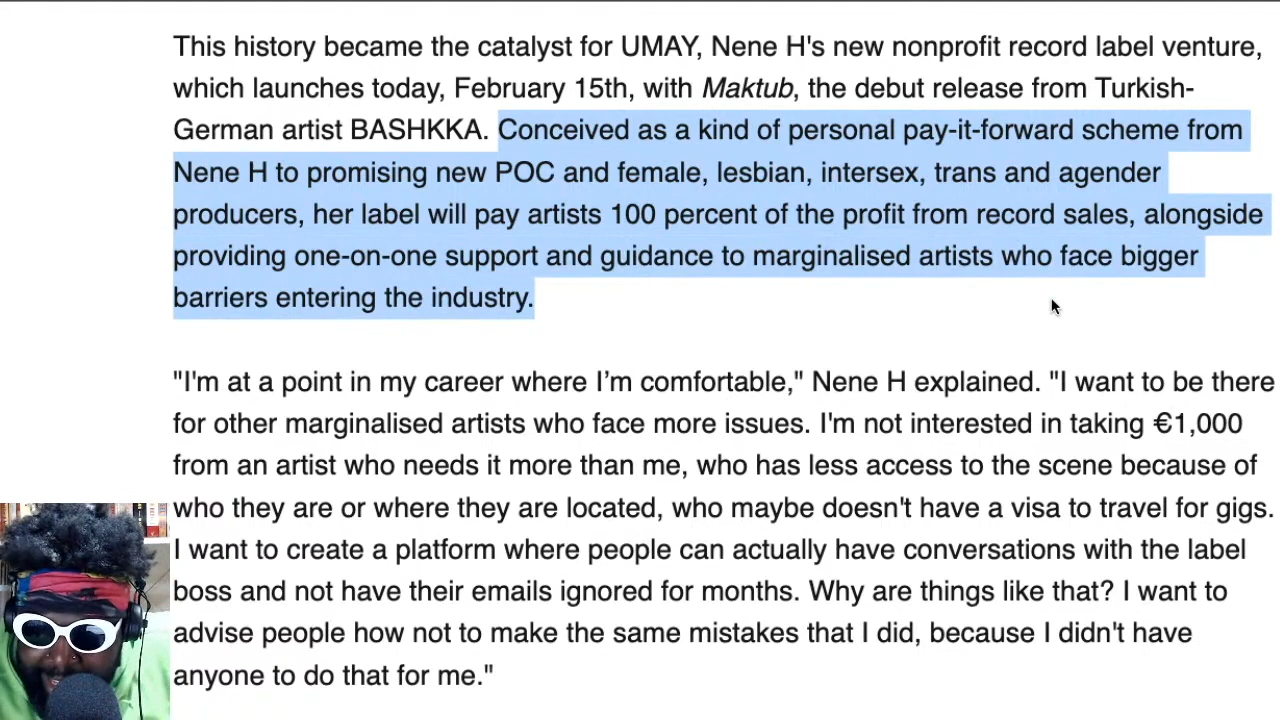 This history became the catalyst for UMAY, Nene H's new nonprofit record label venture,
which launches today, February 15th, with Maktub, the debut release from Turkish-
German artist BASHKKA. Conceived as a kind of personal pay-it-forward scheme from
Nene H to promising new POC and female, lesbian, intersex, trans and agender
producers, her label will pay artists 100 percent of the profit from record sales, alongside
providing one-on-one support and guidance to marginalised artists who face bigger
barriers entering the industry.
"I'm at a point in my career where I’m comfortable," Nene H explained. "I want to be there
for other marginalised artists who face more issues. I'm not interested in taking €1,000
from an artist who needs it more than me, who has less access to the scene because of
who they are or where they are located, who maybe doesn't have a visa to travel for gigs.
I want to create a platform where people can actually have conversations with the label
boss and not have their emails ignored for months. Why are things like that? I want to
advise people how not to make the same mistakes that I did, because I didn't have
anyone to do that for me."